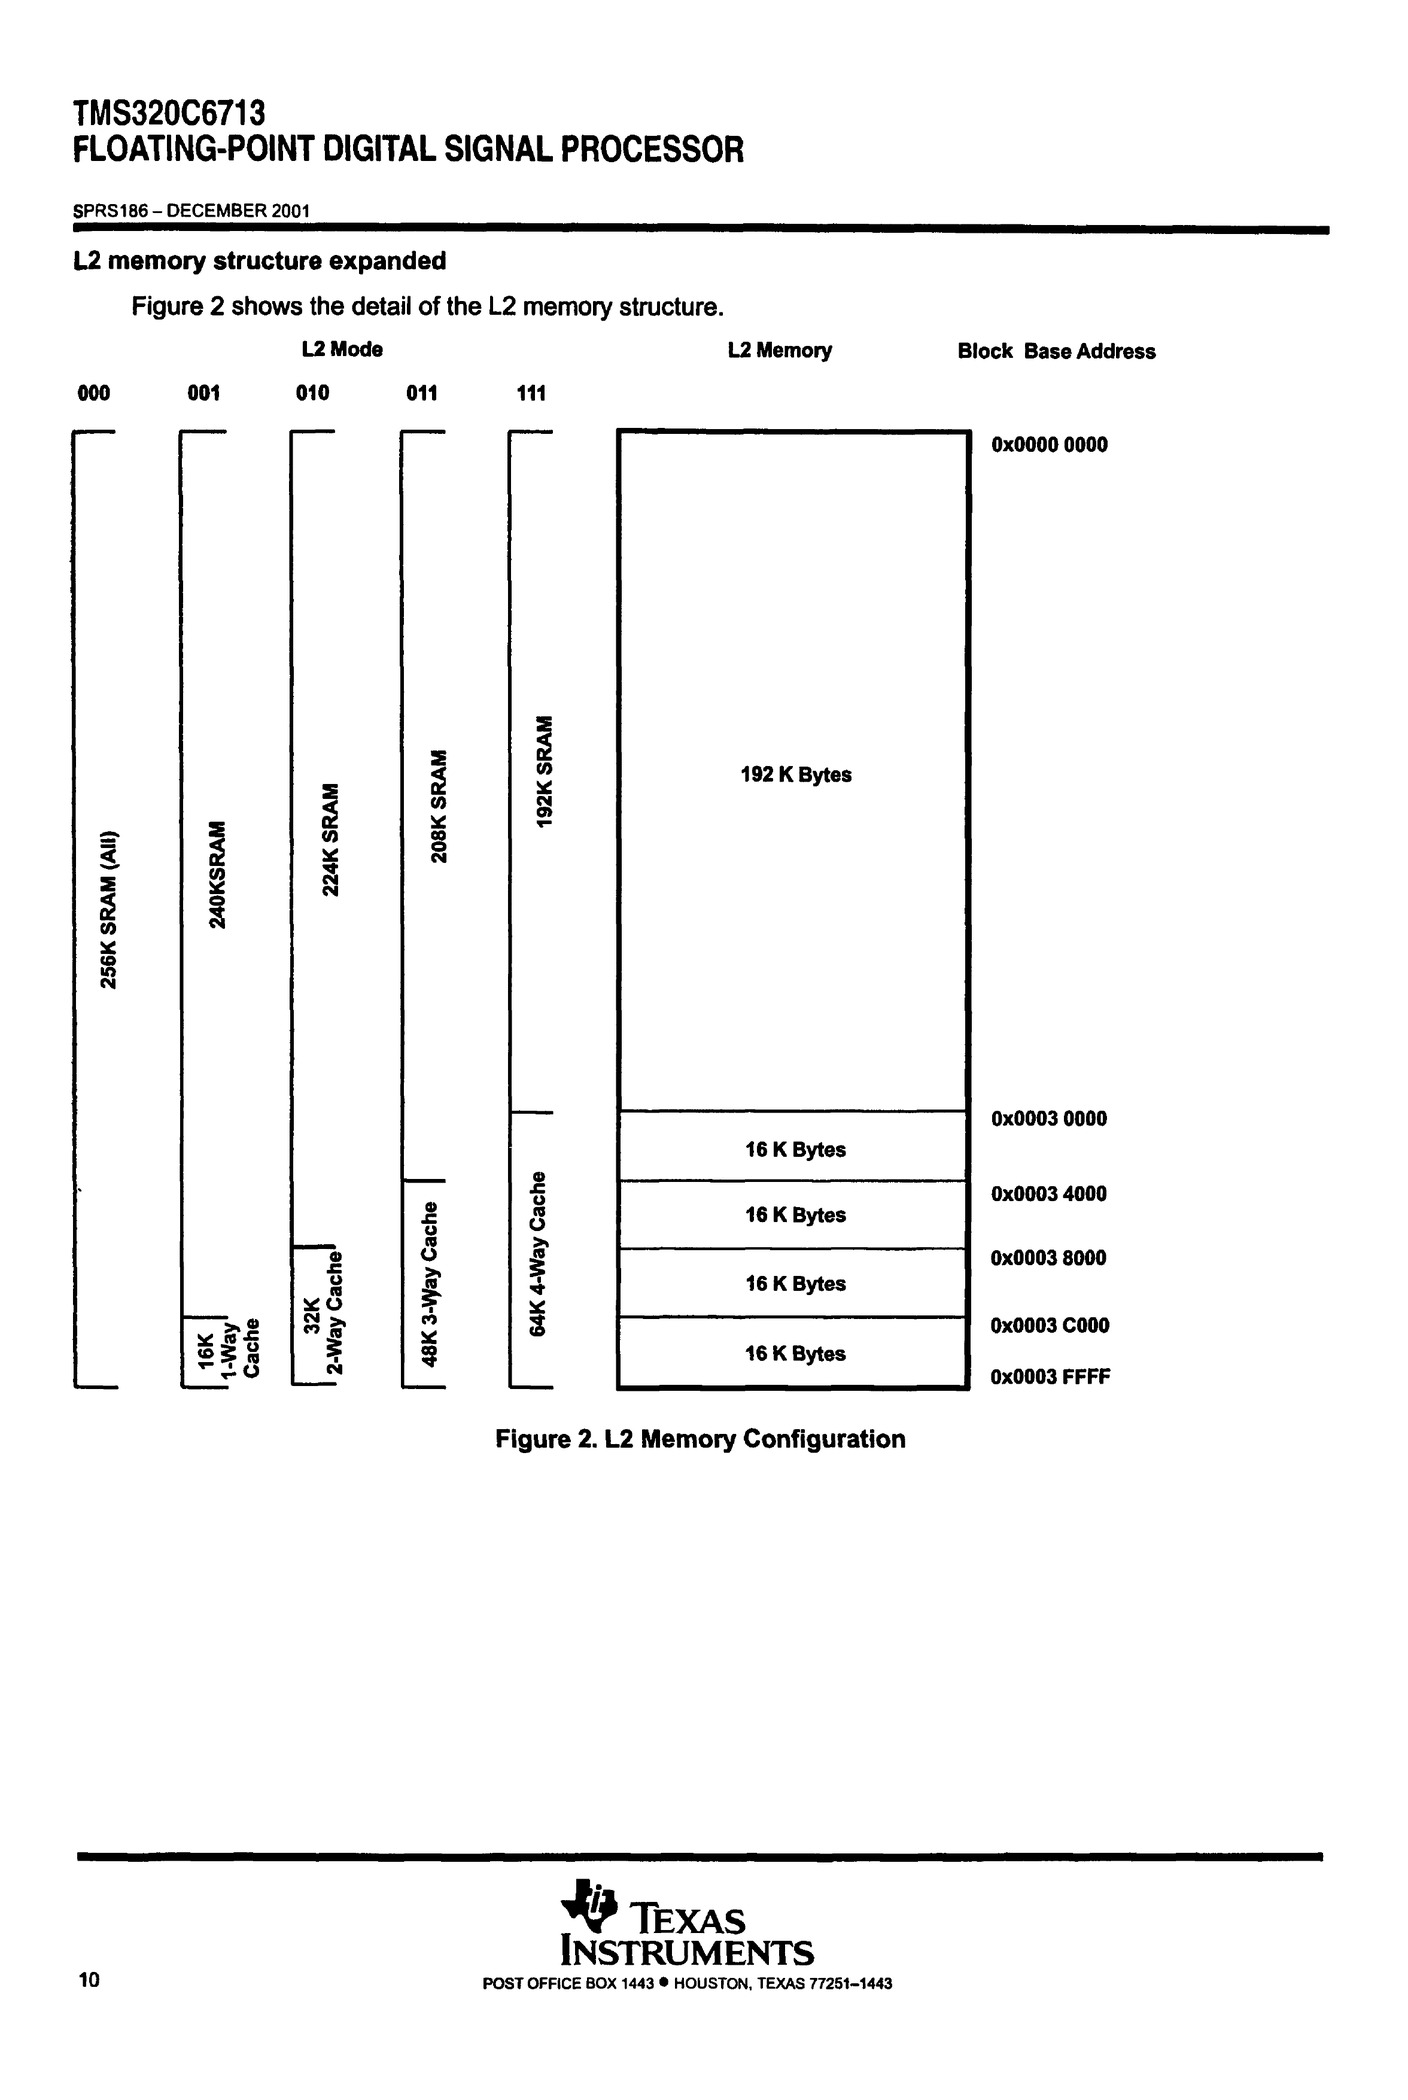 TMS320C6713
FLOATING-POINT DIGITAL SIGNAL PROCESSOR
SPRS186 – DECEMBER 2001
L2 memory structure expanded
Figure 2 shows the detail of the L2 memory structure.
L2 Mode
L2 Memory
Block Base Address
000
001
010
011
111
256K SRAM (All)
240KSRAM
16K
1-Way
Cache
224K SRAM
32K
2-Way Cache
208K SRAM
48K 3-Way Cache
192K SRAM
64K 4-Way Cache
192 K Bytes
16 K Bytes
16 K Bytes
16 K Bytes
16 K Bytes
0x0000 0000
0x0003 0000
0x0003 4000
0x0003 8000
0x0003 C000
0x0003 FFFF
Figure 2. L2 Memory Configuration
TEXAS
INSTRUMENTS
10
POST OFFICE BOX 1443 ● HOUSTON, TEXAS 77251–1443